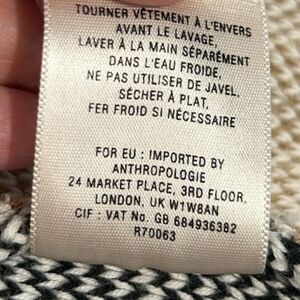 TOURNER VÊTEMENT À L'ENVERS
AVANT LE LAVAGE,
LAVER À LA MAIN SÉPARÉMENT
DANS L'EAU FROIDE,
NE PAS UTILISER DE JAVEL,
SÉCHER À PLAT,
FER FROID SI NÉCESSAIRE
FOR EU : IMPORTED BY
ANTHROPOLOGIE
24 MARKET PLACE, 3RD FLOOR,
LONDON, UK W1W8AN
CIF : VAT No. GB 684936382
R70063